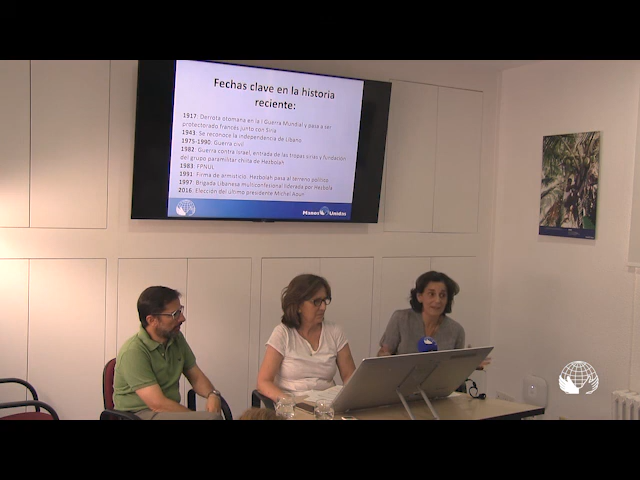 Fechas clave en la historia
reciente:
1917: Derrota otomana en la I Guerra Mundial y pasa a ser
protectorado francés junto con Siria
1943: Se reconoce la independencia de Líbano
1975-1990: Guerra civil
1982: Guerra contra Israel, entrada de las tropas sirias y fundación
del grupo paramilitar chiita de Hezbolah
1983: FPNUL
1991: Firma de armisticio. Hezbolah pasa al terreno político
1997: Brigada Libanesa multiconfesional liderada por Hezbolá
2016: Elección del último presidente Michel Aoun
Manos Unidas